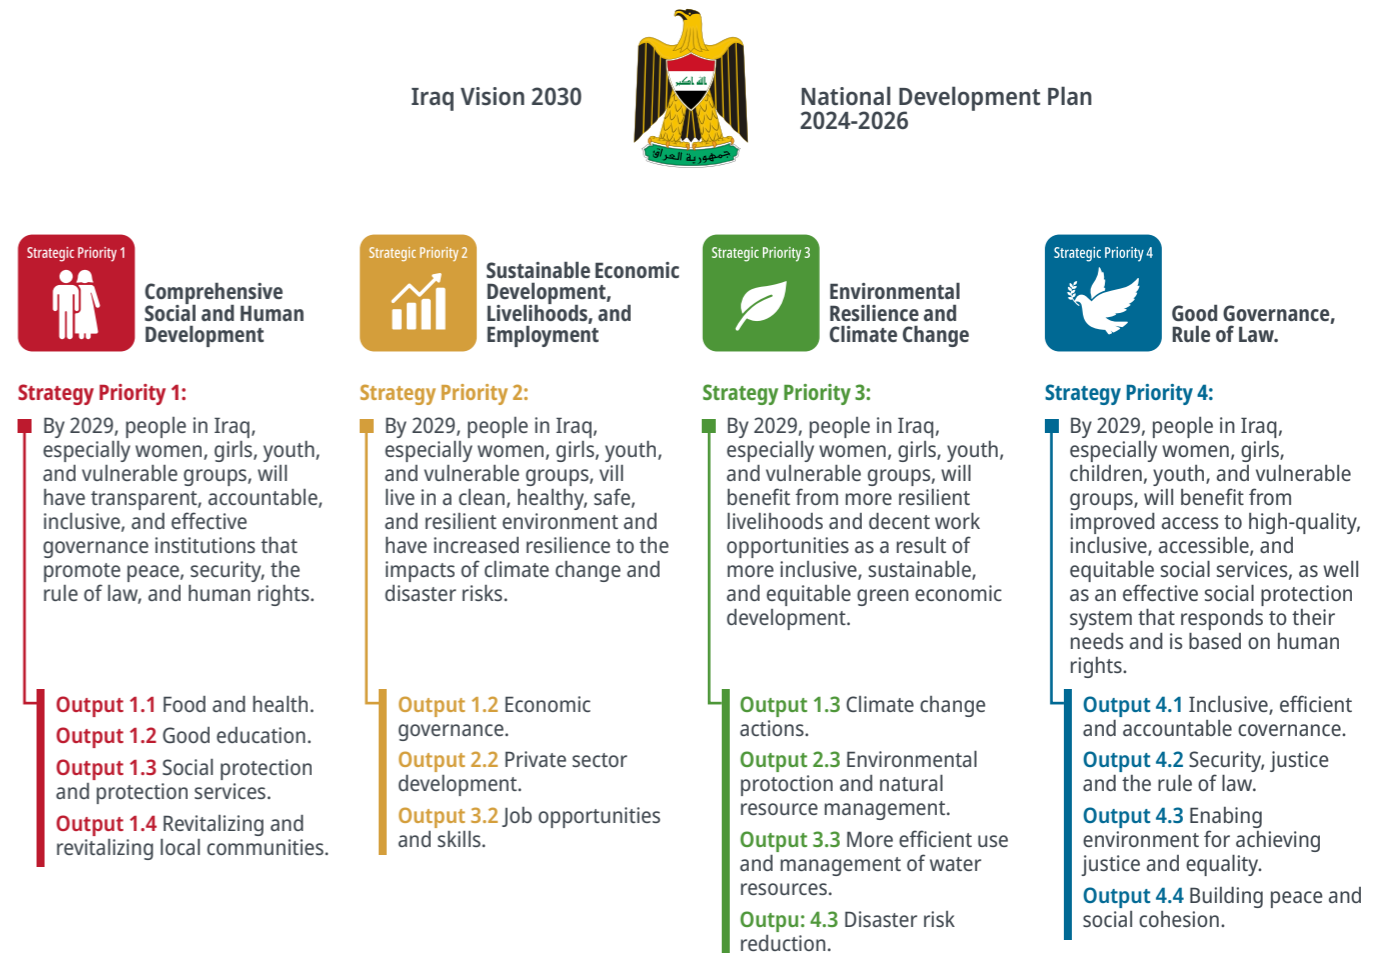 Iraq Vision 2030
الله اكبر
جمهورية العراق
National Development Plan
2024-2026
Strategic Priority 1
Comprehensive
Social and Human
Development
Strategic Priority 2
Sustainable Economic
Development,
Livelihoods, and
Employment
Strategic Priority 3
Environmental
Resilience and
Climate Change
Strategic Priority 4
Good Governance,
Rule of Law.
Strategy Priority 1:
By 2029, people in Iraq,
especially women, girls, youth,
and vulnerable groups, will
have transparent, accountable,
inclusive, and effective
governance institutions that
promote peace, security, the
rule of law, and human rights.
Output 1.1 Food and health.
Output 1.2 Good education.
Output 1.3 Social protection
and protection services.
Output 1.4 Revitalizing and
revitalizing local communities.
Strategy Priority 2:
By 2029, people in Iraq,
especially women, girls, youth,
and vulnerable groups, vill
live in a clean, healthy, safe,
and resilient environment and
have increased resilience to the
impacts of climate change and
disaster risks.
Output 1.2 Economic
governance.
Output 2.2 Private sector
development.
Output 3.2 Job opportunities
and skills.
Strategy Priority 3:
By 2029, people in Iraq,
especially women, girls, youth,
and vulnerable groups, will
benefit from more resilient
livelihoods and decent work
opportunities as a result of
more inclusive, sustainable,
and equitable green economic
development.
Output 1.3 Climate change
actions.
Output 2.3 Environmental
protoction and natural
resource management.
Output 3.3 More efficient use
and management of water
resources.
Outpu: 4.3 Disaster risk
reduction.
Strategy Priority 4:
By 2029, people in Iraq,
especially women, girls,
children, youth, and vulnerable
groups, will benefit from
improved access to high-quality,
inclusive, accessible, and
equitable social services, as well
as an effective social protection
system that responds to their
needs and is based on human
rights.
Output 4.1 Inclusive, efficient
and accountable covernance.
Output 4.2 Security, justice
and the rule of law.
Output 4.3 Enabing
environment for achieving
justice and equality.
Output 4.4 Building peace and
social cohesion.